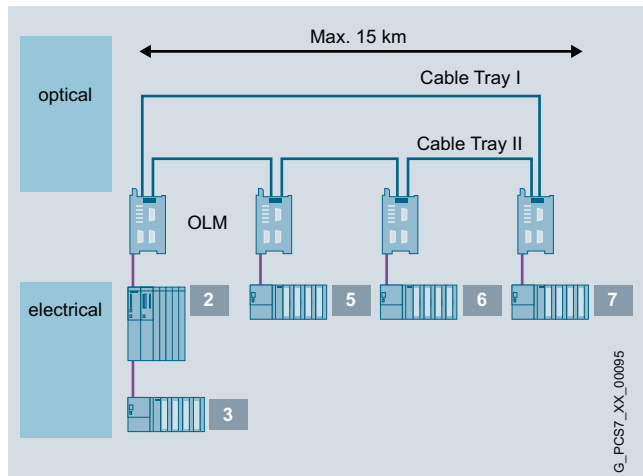 Max. 15 km
optical
Cable Tray I
Cable Tray II
OLM
electrical
2
5
6
7
3
G_PCS7_XX_00095